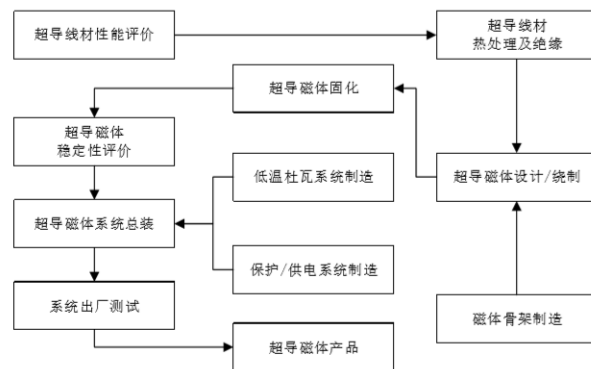 超导线材性能评价
超导线材
热处理及绝缘
超导磁体固化
超导磁体
稳定性评价
低温杜瓦系统制造
超导磁体设计/绕制
超导磁体系统总装
保护/供电系统制造
系统出厂测试
磁体骨架制造
超导磁体产品